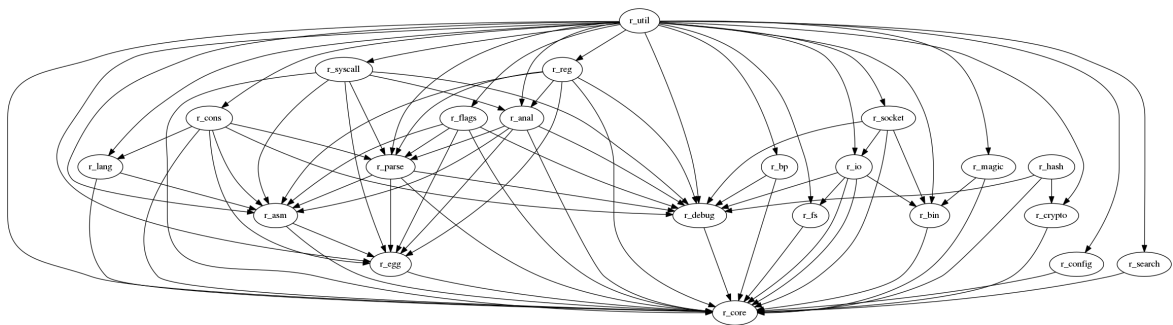 r_util
r_syscall
r_reg
r_cons
r_flags
r_anal
r_socket
r_lang
r_parse
r_bp
r_io
r_magic
r_hash
r_asm
r_debug
r_fs
r_bin
r_crypto
r_egg
r_config
r_search
r_core